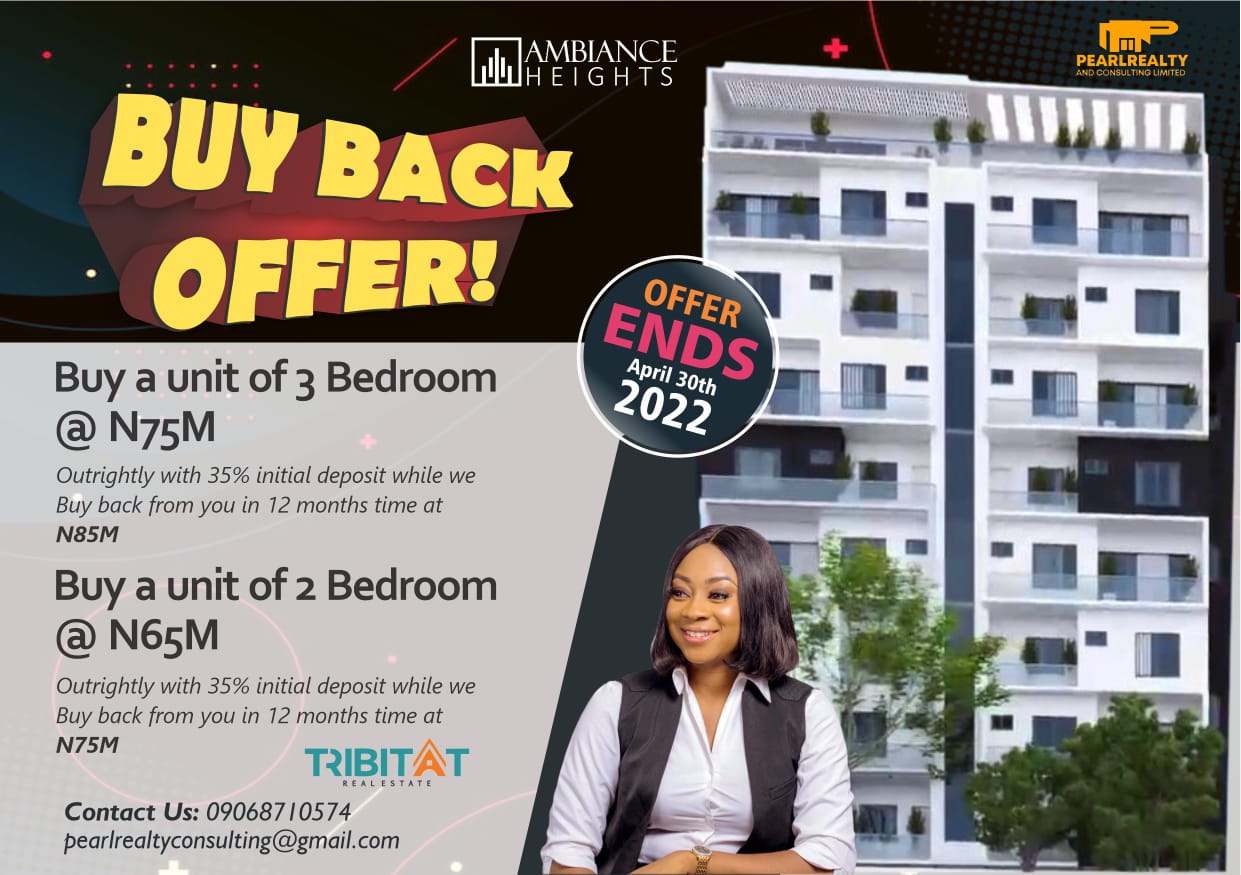 AMBIANCE
HEIGHTS
PEARLREALTY
AND CONSULTING LIMITED
BUY BACK
OFFER!
OFFER
ENDS
April 30th
2022
Buy a unit of 3 Bedroom
@ N75M
Outrightly with 35% initial deposit while we
Buy back from you in 12 months time at
N85M
Buy a unit of 2 Bedroom
@ N65M
Outrightly with 35% initial deposit while we
Buy back from you in 12 months time at
N75M
TRIBITAT
REAL ESTATE
Contact Us: 09068710574
pearlrealtyconsulting@gmail.com